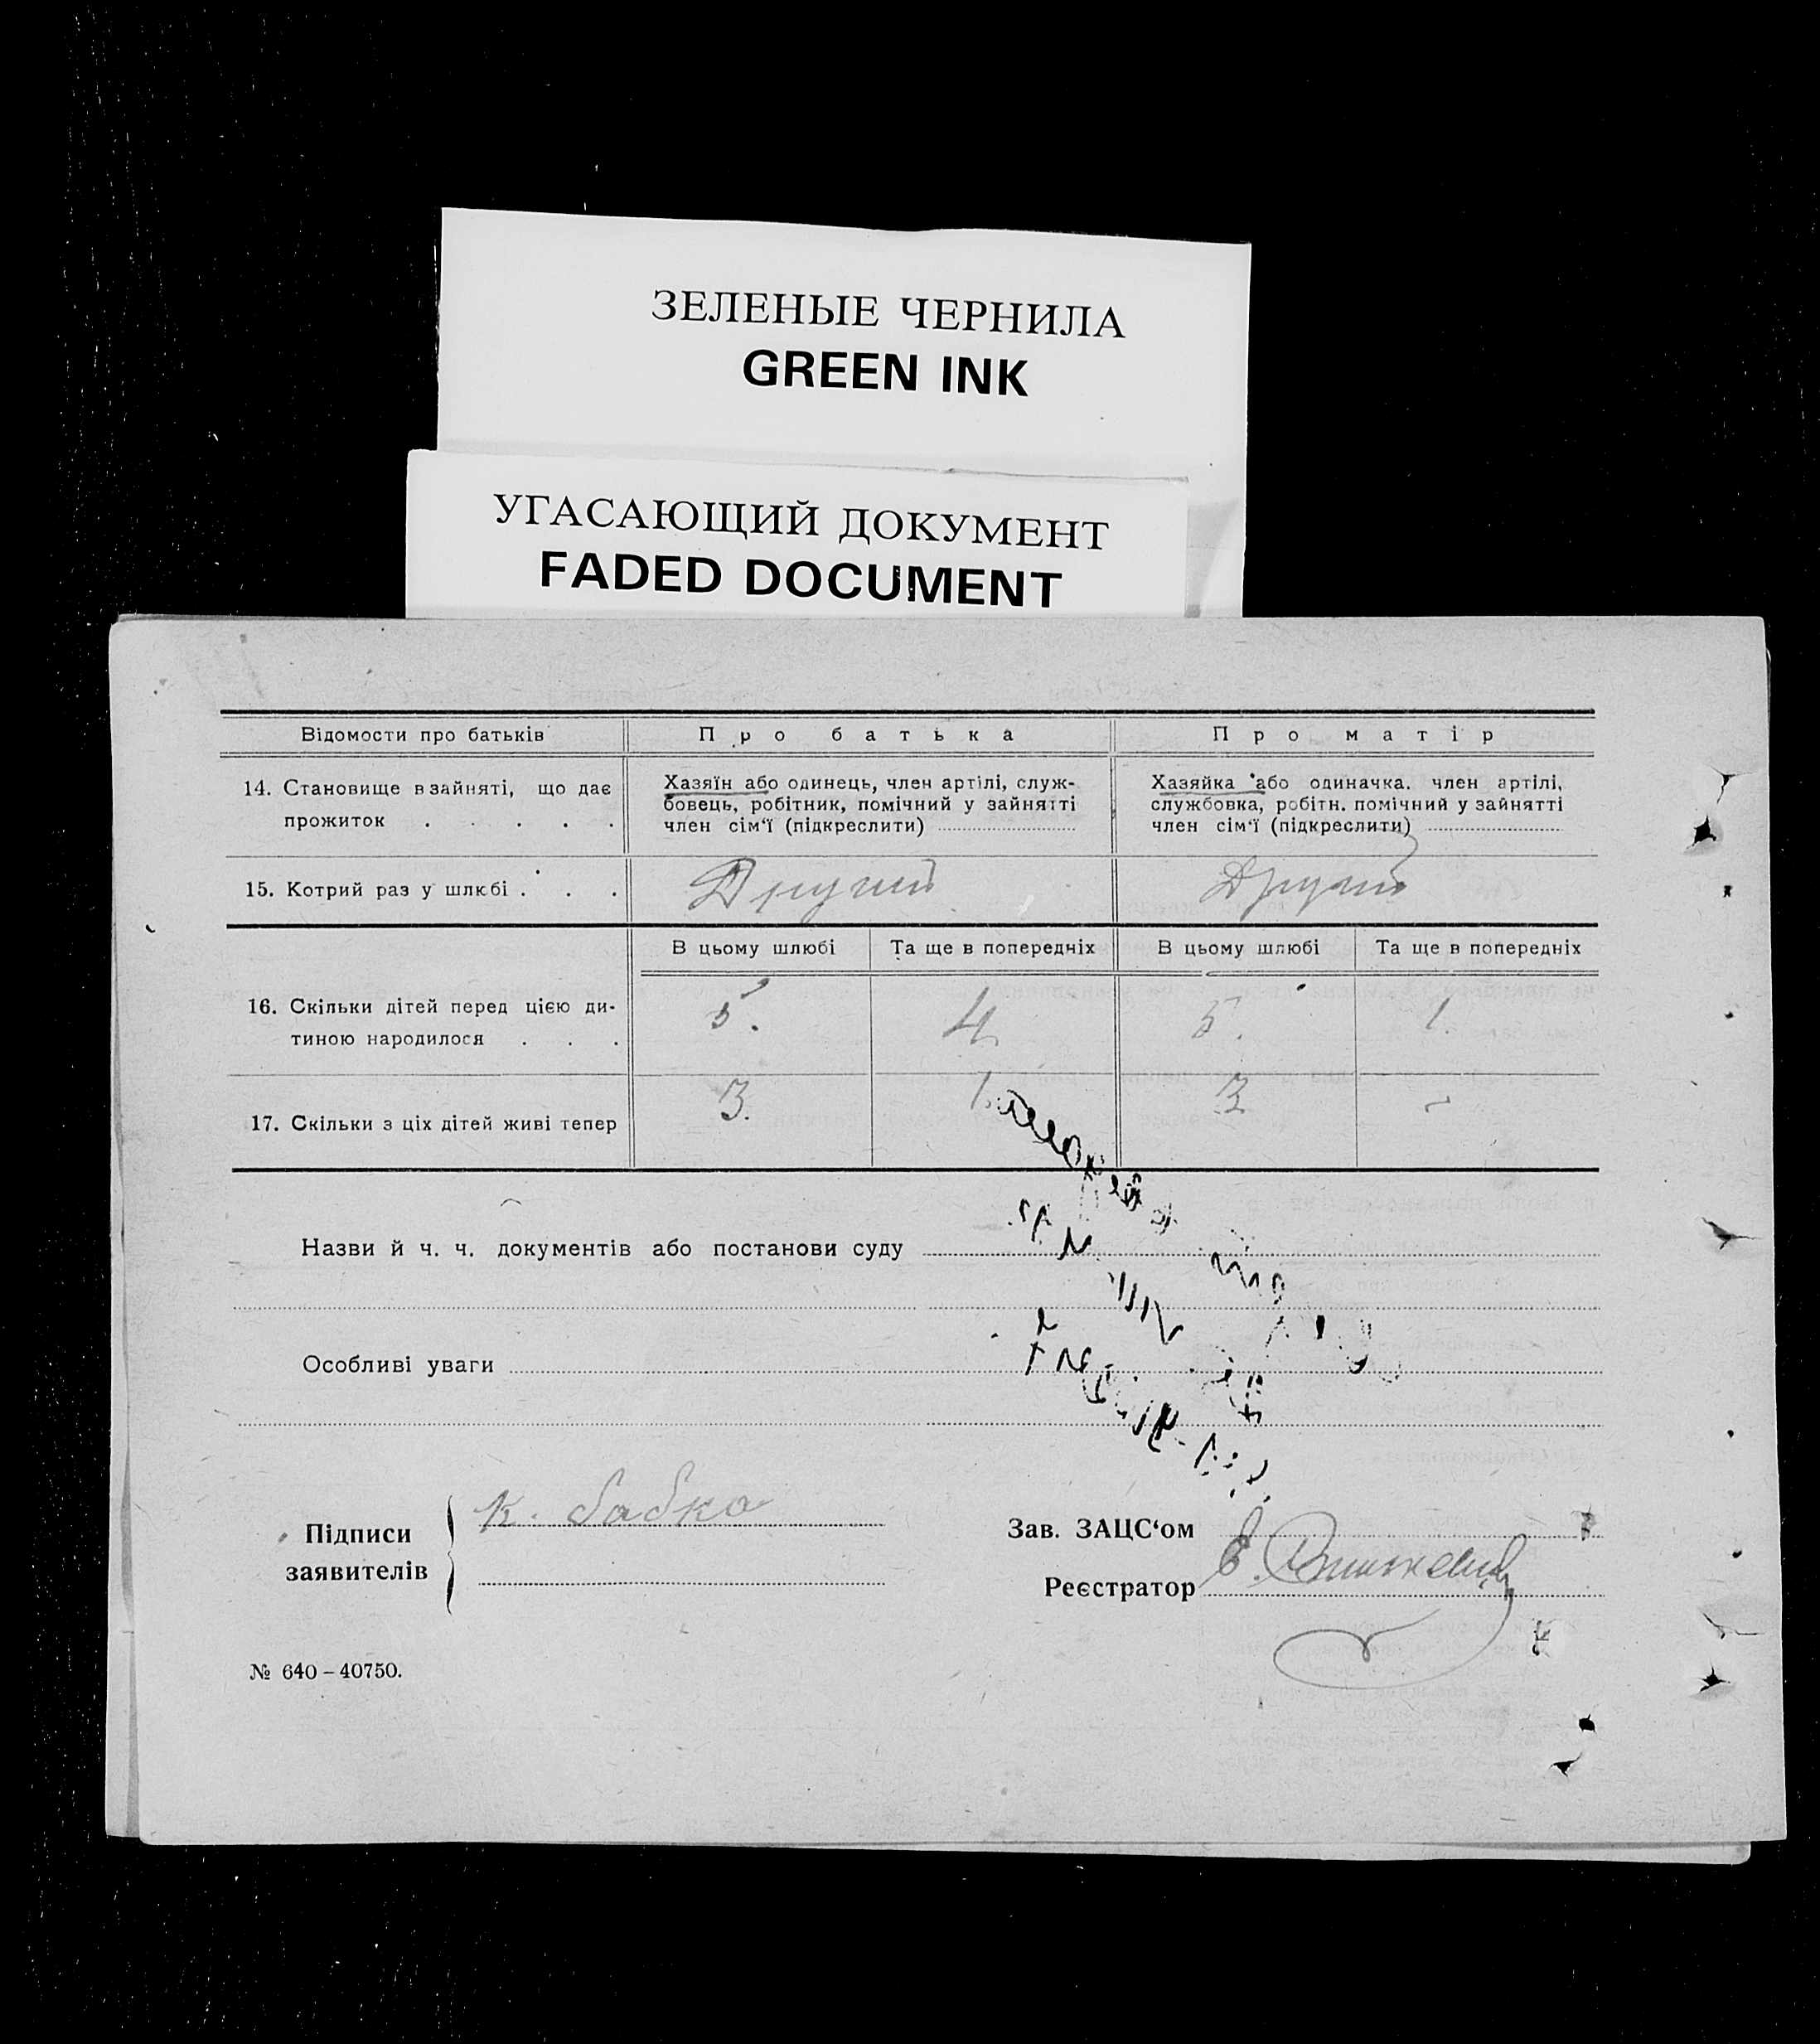 ЗЕЛЕНЫЕ ЧЕРНИЛА
GREEN INK
УГАСАЮЩИЙ ДОКУМЕНТ
FADED DOCUMENT
Відомости про батьків Про батька Про матір
14. Становище в зайняті, що дає
прожиток . . . . .
Хазяїн або одинець, член артілі, служ-
бовець, робітник, помічний у зайнятті
член сім'ї (підкреслити)
Хазяйка або одиначка. член артілі,
службовка, робітн. помічний у зайнятті
член сім'ї (підкреслити)
15. Котрий раз у шлюбі . . . Другий Другий
В цьому шлюбі Та ще в попередніх В цьому шлюбі Та ще в попередніх
16. Скільки дітей перед цією ди-
тиною народилося . . .
5. 4 5. 1.
17. Скільки з ціх дітей живі тепер 3. 1. 3 -
Назви й ч. ч. документів або постанови суду
Особливі уваги
Підписи
заявителів
К. Бабко
Зав. ЗАЦС‘ом
Реєстратор
№ 640-40750.